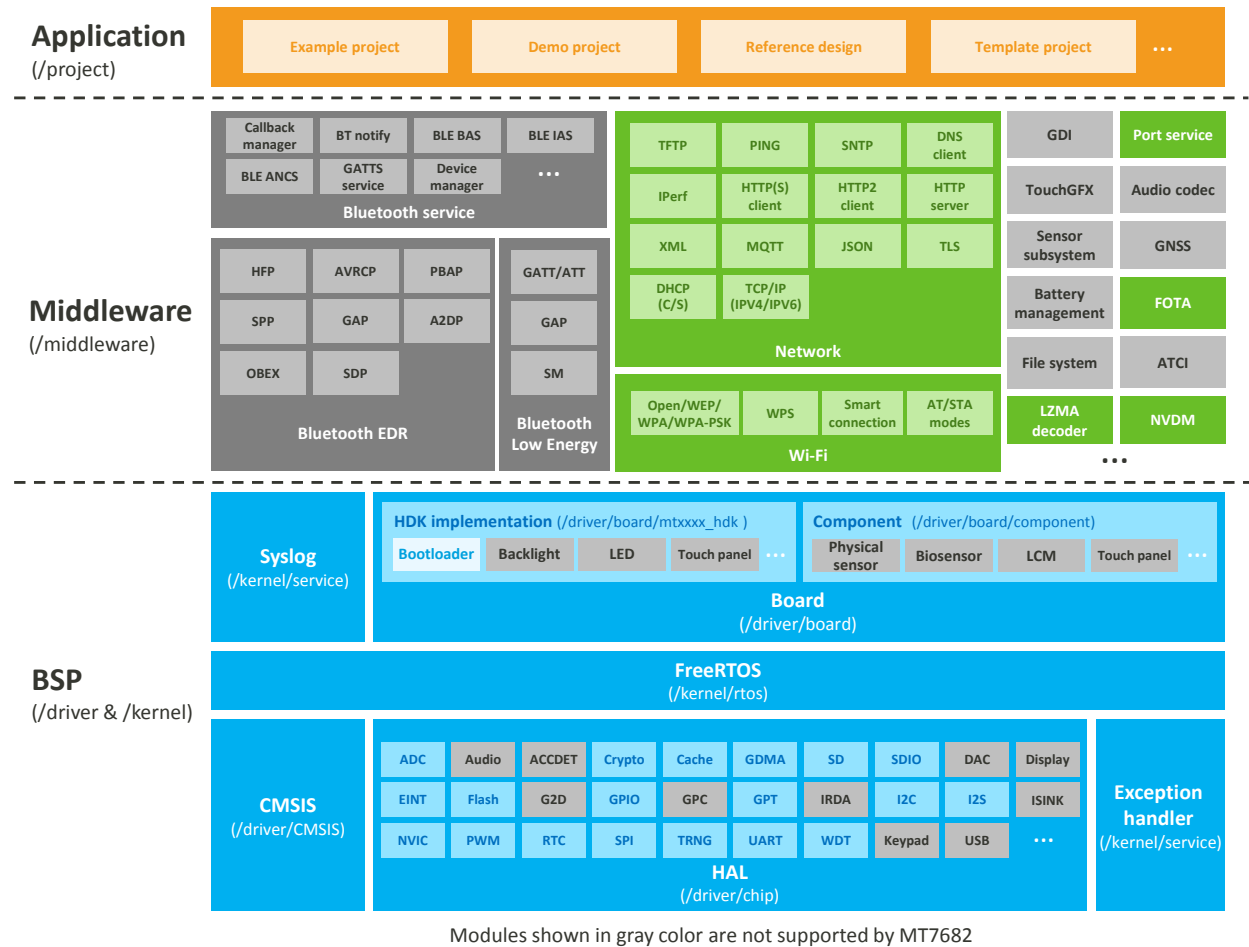 Application
(/project)
Example project
Demo project
Reference design
Template project
...
Middleware
(/middleware)
Callback
manager
BT notify
BLE BAS
BLE IAS
BLE ANCS
GATTS
service
Device
manager
...
Bluetooth service
HFP
AVRCP
PBAP
SPP
GAP
A2DP
OBEX
SDP
Bluetooth EDR
GATT/ATT
GAP
SM
Bluetooth
Low Energy
TFTP
PING
SNTP
DNS
client
IPerf
HTTP(S)
client
HTTP2
client
HTTP
server
XML
MQTT
JSON
TLS
DHCP
(C/S)
TCP/IP
(IPV4/IPV6)
Network
Open/WEP/
WPA/WPA-PSK
WPS
Smart
connection
AT/STA
modes
Wi-Fi
GDI
Port service
TouchGFX
Audio codec
Sensor
subsystem
GNSS
Battery
management
FOTA
File system
ATCI
LZMA
decoder
NVDM
...
BSP
(/driver & /kernel)
Syslog
(/kernel/service)
HDK implementation (/driver/board/mtxxxx_hdk )
Bootloader
Backlight
LED
Touch panel
...
Component (/driver/board/component)
Physical
sensor
Biosensor
LCM
Touch panel
...
Board
(/driver/board)
FreeRTOS
(/kernel/rtos)
CMSIS
(/driver/CMSIS)
ADC
Audio
ACCDET
Crypto
Cache
GDMA
SD
SDIO
DAC
Display
EINT
Flash
G2D
GPIO
GPC
GPT
IRDA
I2C
I2S
ISINK
NVIC
PWM
RTC
SPI
TRNG
UART
WDT
Keypad
USB
...
HAL
(/driver/chip)
Exception
handler
(/kernel/service)
Modules shown in gray color are not supported by MT7682